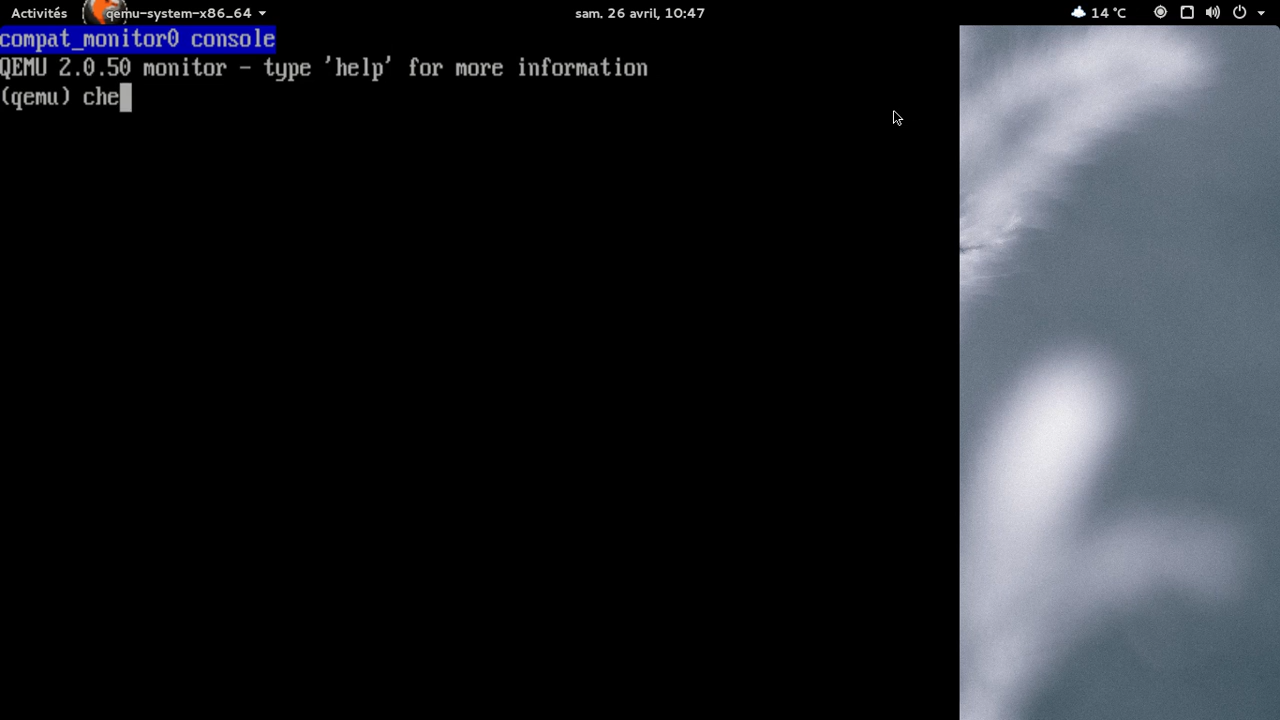 Activités qemu-system-x86_64 sam. 26 avril, 10:47 14 °C
compat_monitor0 console
QEMU 2.0.50 monitor - type 'help' for more information
(qemu) che